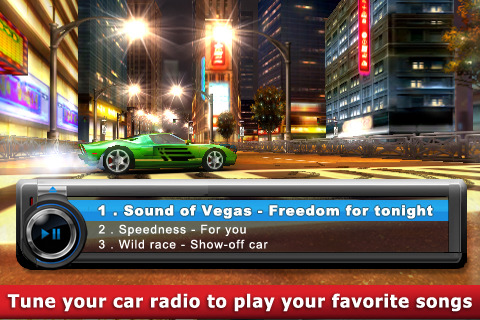 1 . Sound of Vegas - Freedom for tonight
2 . Speedness - For you
3 . Wild race - Show-off car
Tune your car radio to play your favorite songs